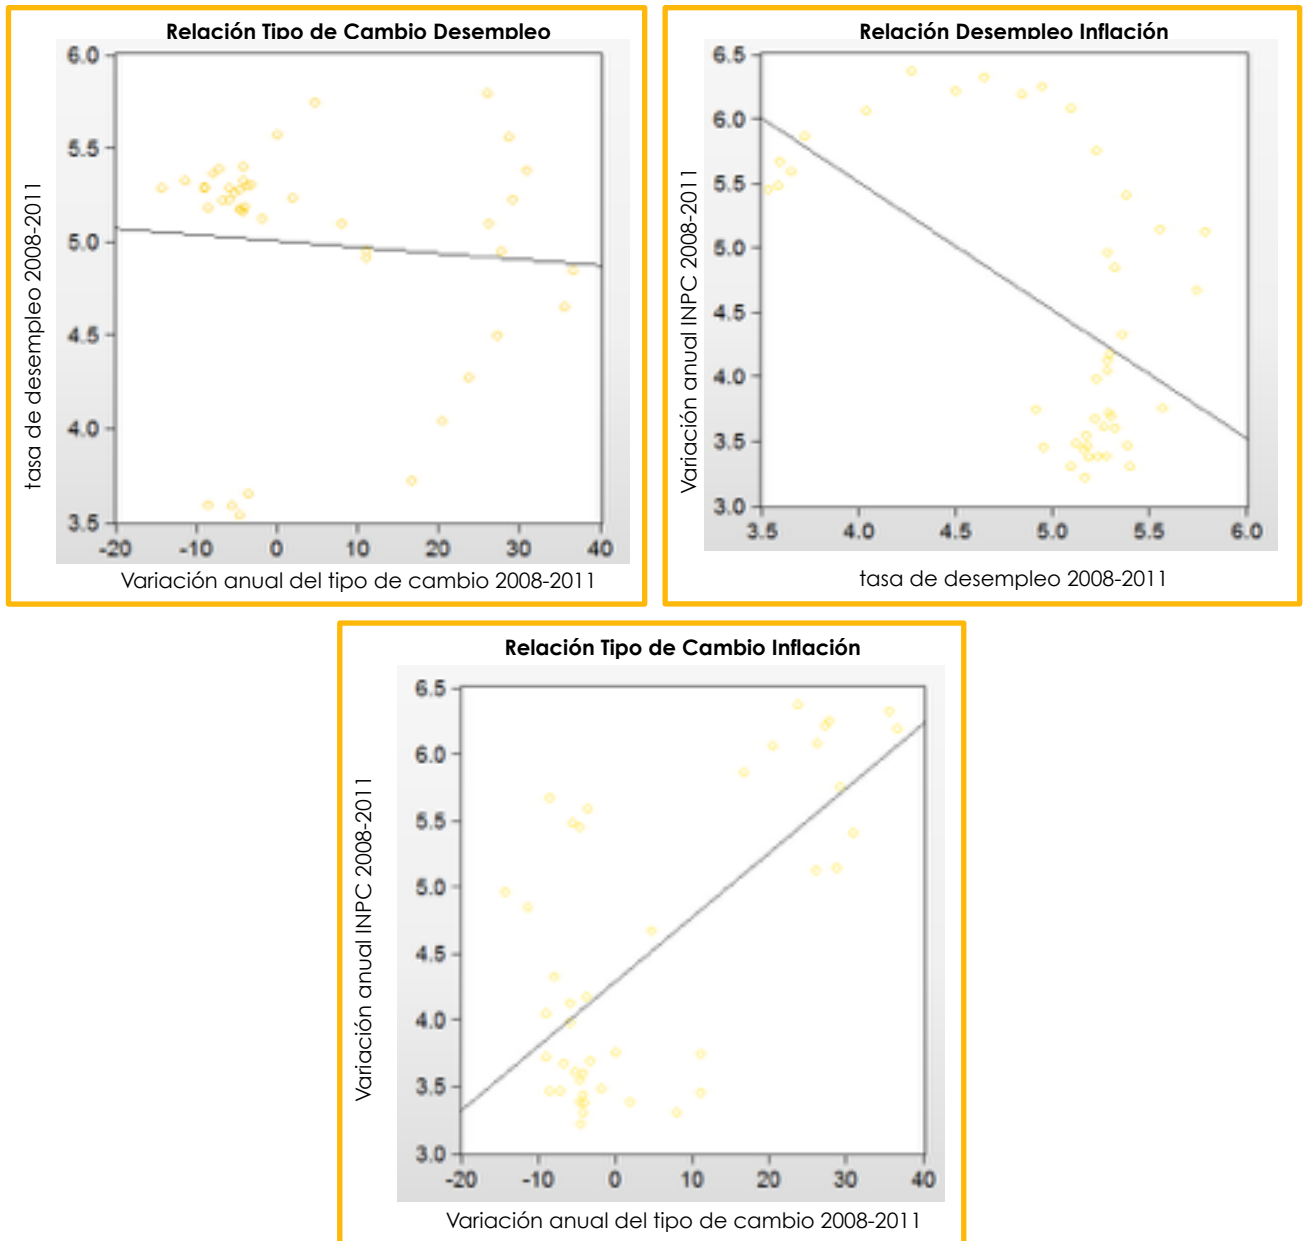 Relación Tipo de Cambio Desempleo
tasa de desempleo 2008-2011
6.0
5.5
5.0
4.5
4.0
3.5
-20 -10 0 10 20 30 40
Variación anual del tipo de cambio 2008-2011
Relación Desempleo Inflación
Variación anual INPC 2008-2011
6.5
6.0
5.5
5.0
4.5
4.0
3.5
3.0
3.5 4.0 4.5 5.0 5.5 6.0
tasa de desempleo 2008-2011
Relación Tipo de Cambio Inflación
Variación anual INPC 2008-2011
6.5
6.0
5.5
5.0
4.5
4.0
3.5
3.0
-20 -10 0 10 20 30 40
Variación anual del tipo de cambio 2008-2011